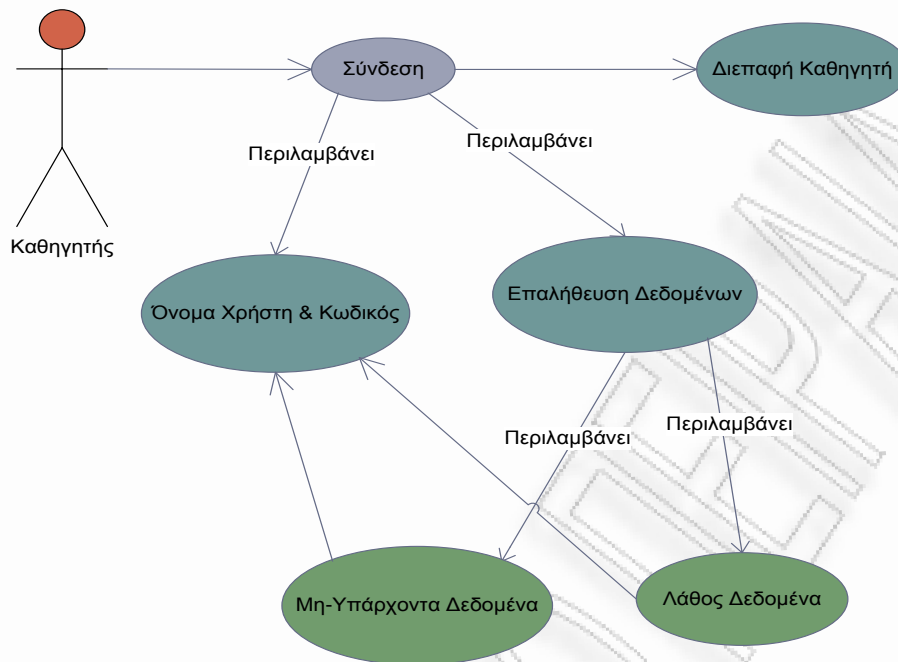 Σύνδεση
Διεπαφή Καθηγητή
Περιλαμβάνει
Περιλαμβάνει
Καθηγητής
Όνομα Χρήστη & Κωδικός
Επαλήθευση Δεδομένων
Περιλαμβάνει
Περιλαμβάνει
Μη-Υπάρχοντα Δεδομένα
Λάθος Δεδομένα